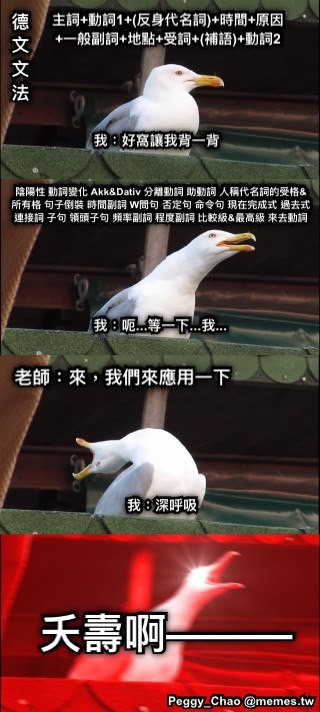 德文文法
主詞+動詞1+(反身代名詞)+時間+原因
+一般副詞+地點+受詞+(補語)+動詞2
我：好窩讓我背一背
陰陽性 動詞變化 Akk&Dativ 分離動詞 助動詞 人稱代名詞的受格&
所有格 句子倒裝 時間副詞 W問句 否定句 命令句 現在完成式 過去式
連接詞 子句 領頭子句 頻率副詞 程度副詞 比較級&最高級 來去動詞
我：呃...等一下...我...
老師：來，我們來應用一下
我：深呼吸
夭壽啊————
Peggy_Chao @memes.tw